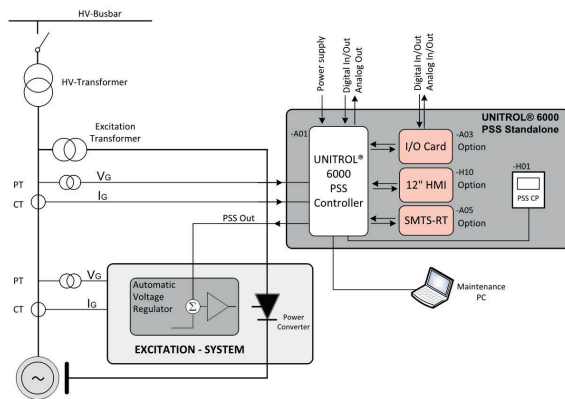 HV-Busbar
HV-Transformer
Excitation
Transformer
Power supply
Digital In/Out
Analog Out
Digital In/Out
Analog In/Out
UNITROL® 6000
PSS Standalone
-A01
UNITROL®
6000
PSS
Controller
I/O Card
-A03
Option
12" HMI
-H10
Option
SMTS-RT
-A05
Option
-H01
PSS CP
PT
VG
CT
IG
PSS Out
PT
VG
CT
IG
Automatic
Voltage
Regulator
Σ
Power
Converter
EXCITATION - SYSTEM
Maintenance
PC
~